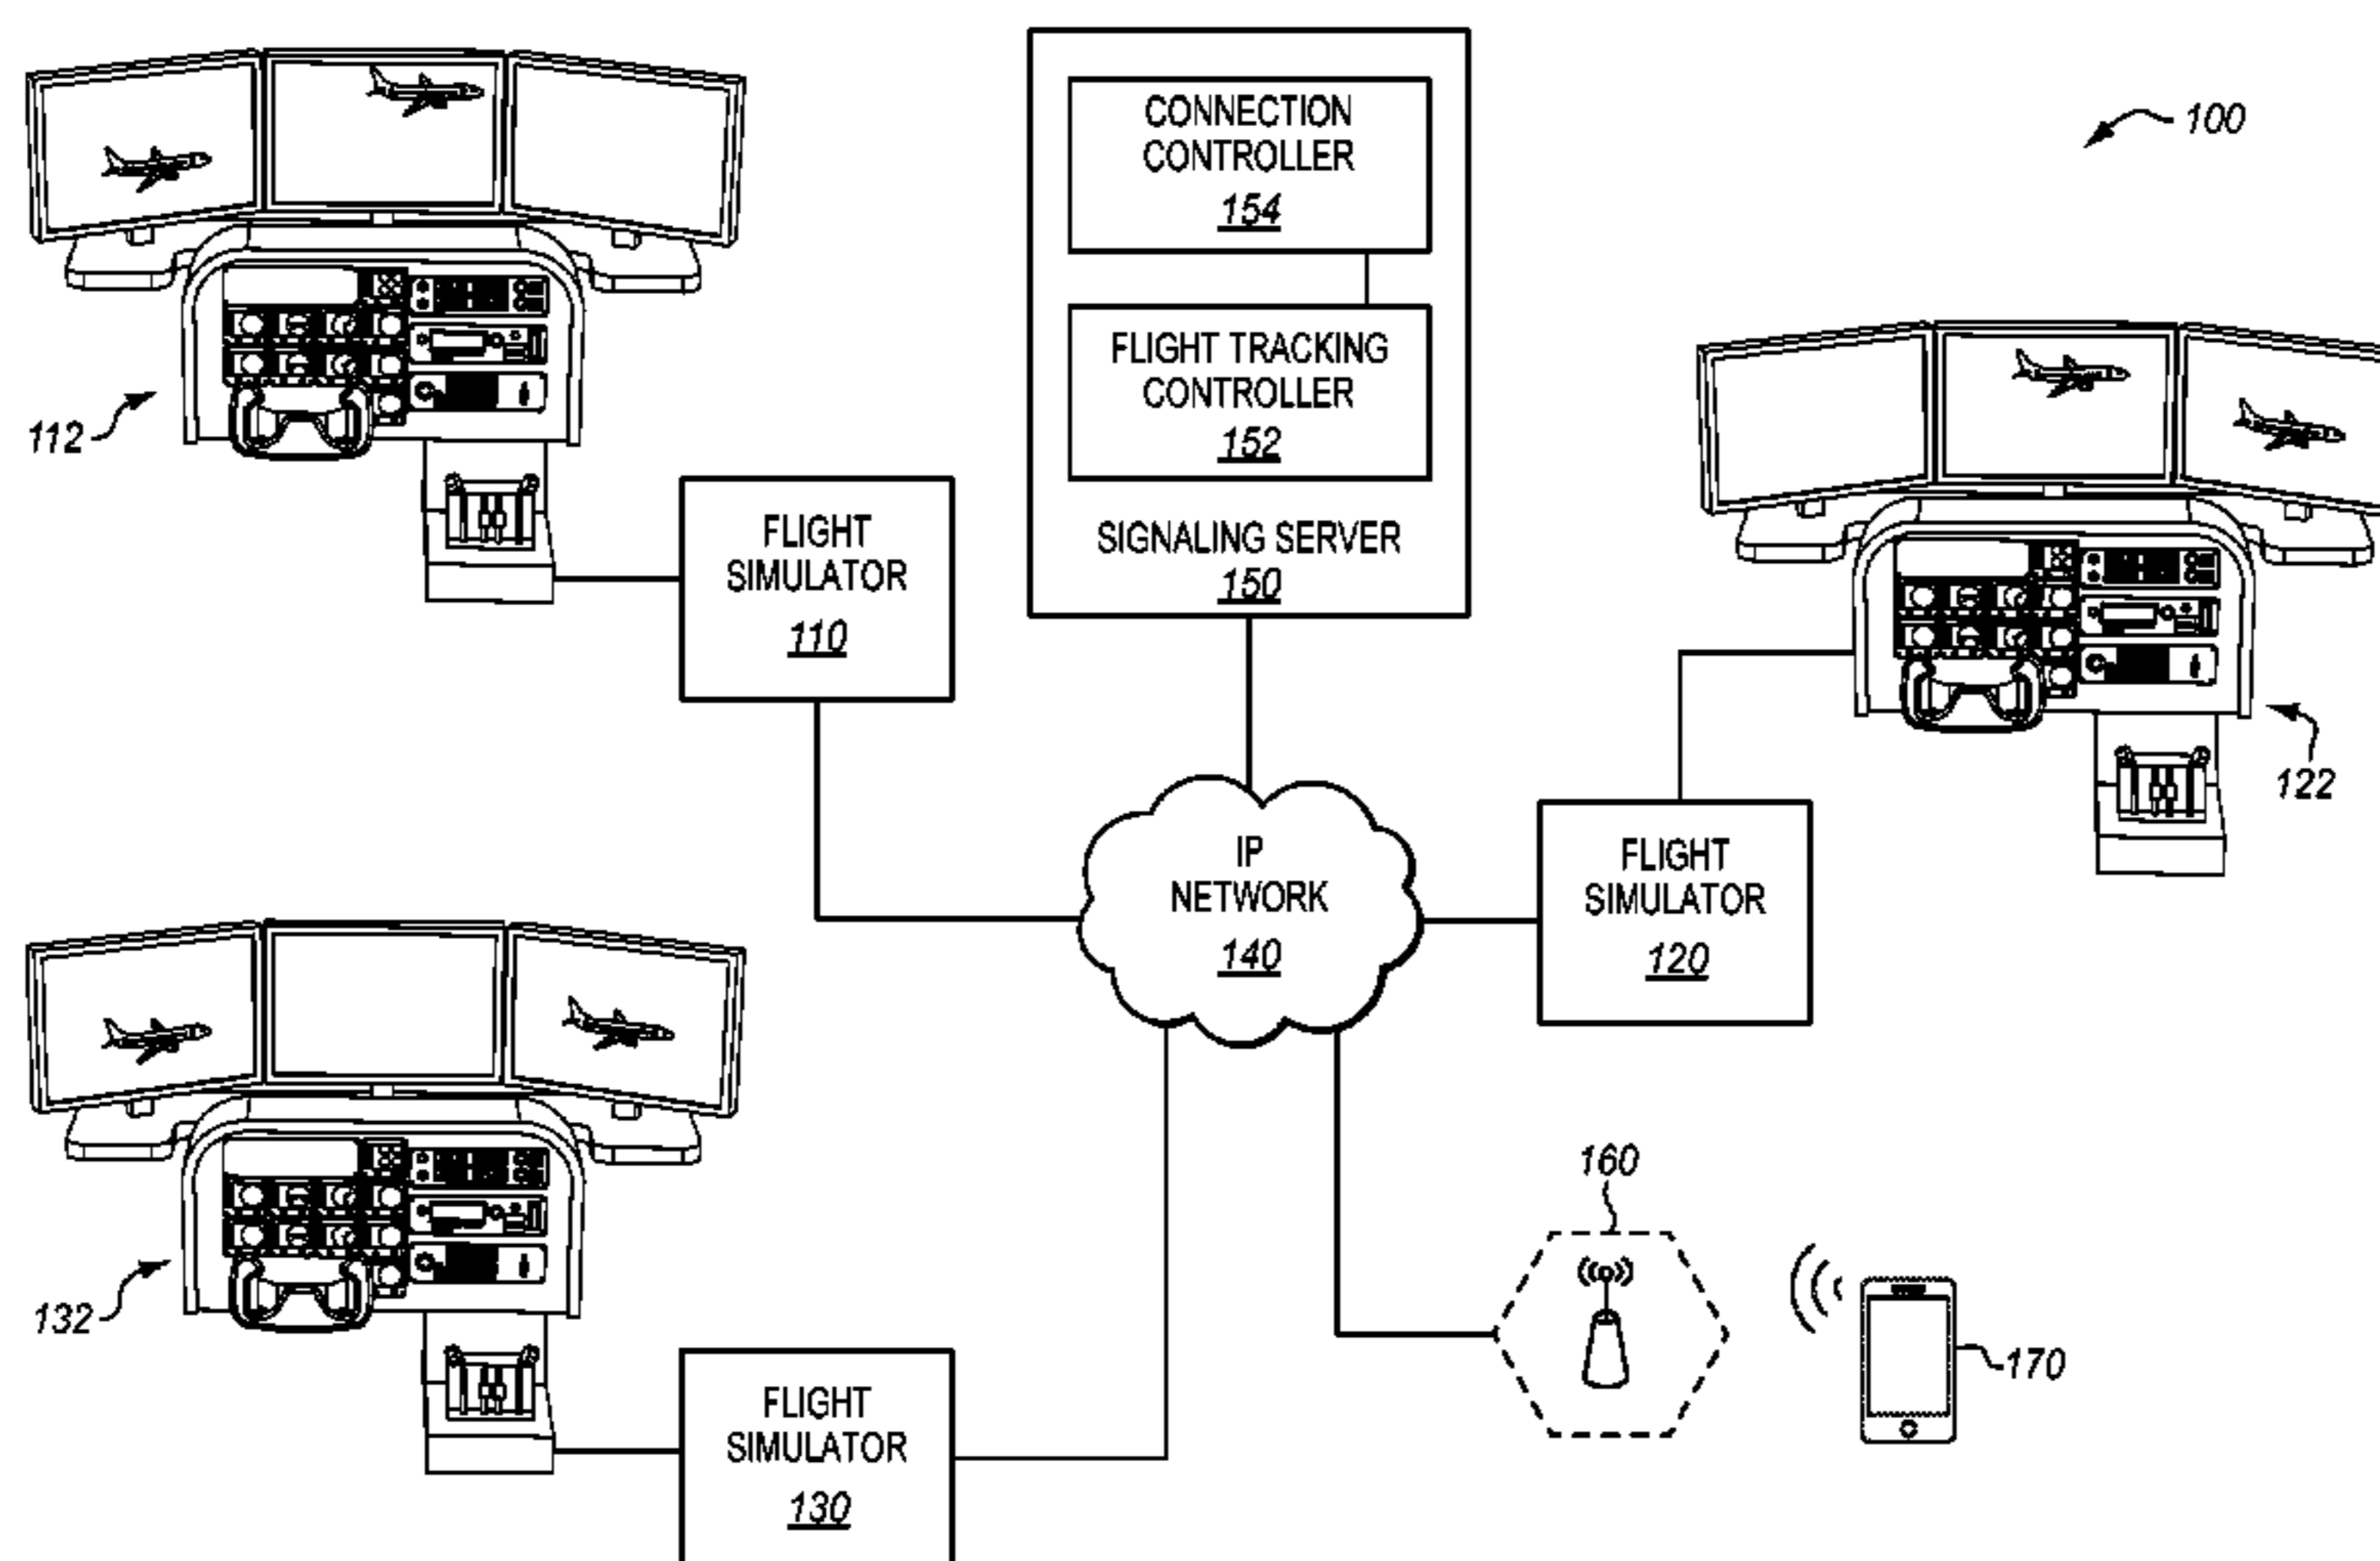 CONNECTION
CONTROLLER
154
100
FLIGHT TRACKING
CONTROLLER
152
SIGNALING SERVER
150
112
FLIGHT
SIMULATOR
110
122
IP
NETWORK
140
FLIGHT
SIMULATOR
120
160
132
170
FLIGHT
SIMULATOR
130